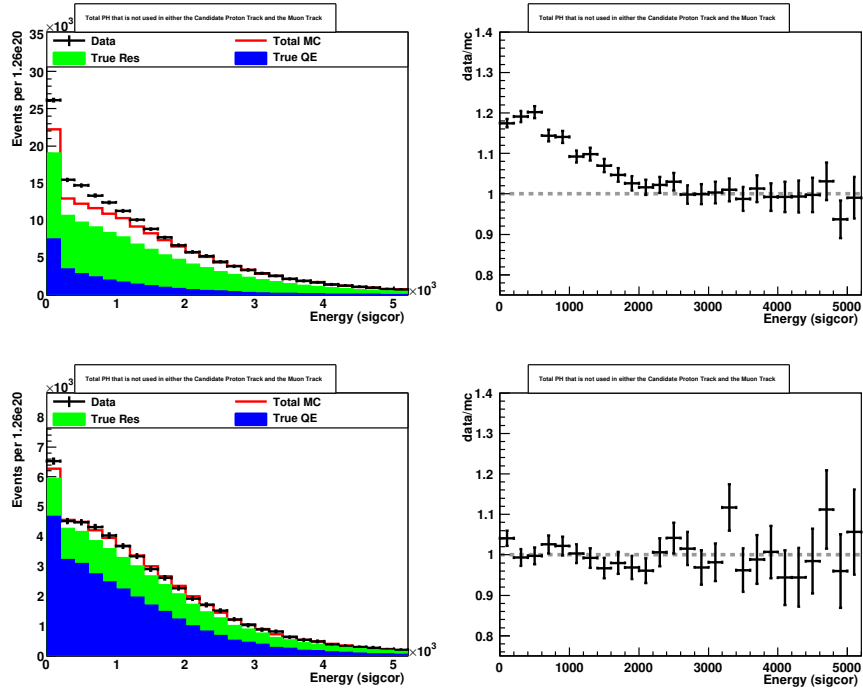 Total PH that is not used in either the Candidate Proton Track and the Muon Track
×10³
Data
Total MC
True Res
True QE
Events per 1.26e20
35
30
25
20
15
10
5
0
0 1 2 3 4 5
×10³
Energy (sigcor)
Total PH that is not used in either the Candidate Proton Track and the Muon Track
data/mc
1.4
1.3
1.2
1.1
1
0.9
0.8
0 1000 2000 3000 4000 5000
Energy (sigcor)
Total PH that is not used in either the Candidate Proton Track and the Muon Track
×10³
Data
Total MC
True Res
True QE
Events per 1.26e20
8
7
6
5
4
3
2
1
0
0 1 2 3 4 5
×10³
Energy (sigcor)
Total PH that is not used in either the Candidate Proton Track and the Muon Track
data/mc
1.4
1.3
1.2
1.1
1
0.9
0.8
0 1000 2000 3000 4000 5000
Energy (sigcor)